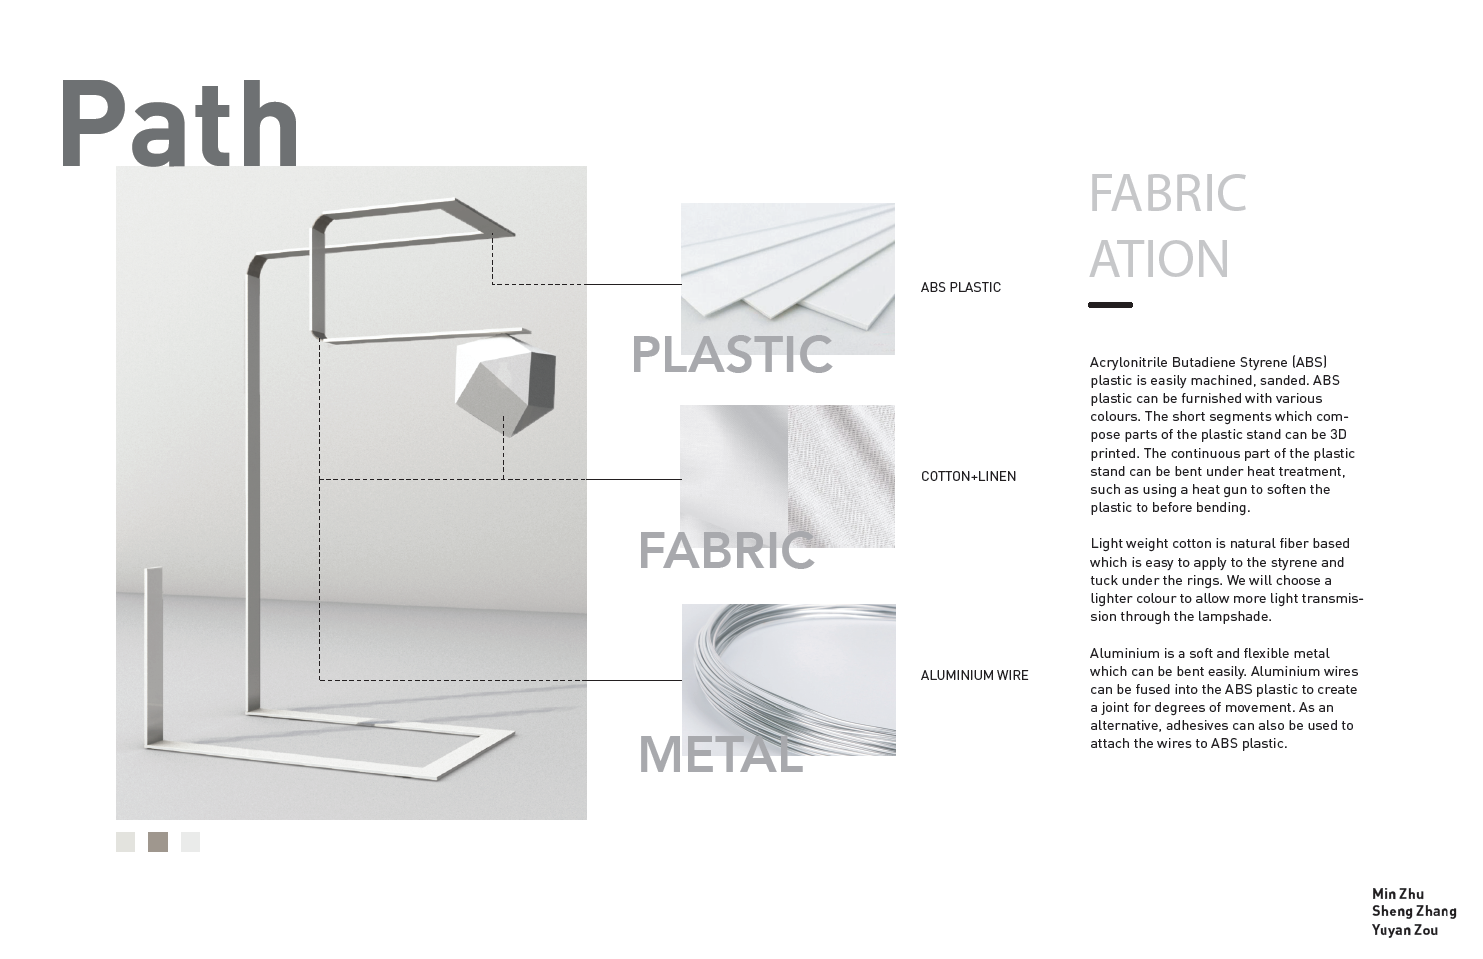 Path
FABRIC
ATION
ABS PLASTIC
PLASTIC
COTTON+LINEN
FABRIC
ALUMINIUM WIRE
METAL
Acrylonitrile Butadiene Styrene (ABS)
plastic is easily machined, sanded. ABS
plastic can be furnished with various
colours. The short segments which com-
pose parts of the plastic stand can be 3D
printed. The continuous part of the plastic
stand can be bent under heat treatment,
such as using a heat gun to soften the
plastic to before bending.
Light weight cotton is natural fiber based
which is easy to apply to the styrene and
tuck under the rings. We will choose a
lighter colour to allow more light transmis-
sion through the lampshade.
Aluminium is a soft and flexible metal
which can be bent easily. Aluminium wires
can be fused into the ABS plastic to create
a joint for degrees of movement. As an
alternative, adhesives can also be used to
attach the wires to ABS plastic.
Min Zhu
Sheng Zhang
Yuyan Zou